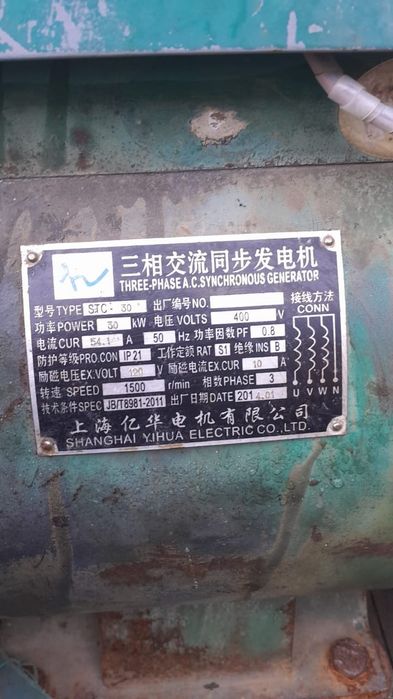 三相交流同步发电机
THREE-PHASE A.C. SYNCHRONOUS GENERATOR
型号TYPE STC-30 出厂编号NO.
功率POWER 30 kW 电压VOLTS 400 V
电流CUR 54.1 A 50 Hz 功率因数PF 0.8
防护等级PRO.CON IP21 工作定额RAT S1 绝缘INS B
励磁电压EX.VOLT V 励磁电流EX.CUR 10 A
转速 SPEED 1500 r/min 相数PHASE 3
技术条件SPEC JB/T8981-2011 出厂日期DATE 2014.01
接线方法
CONN
U V W N
上海亿华电机有限公司
SHANGHAI YIHUA ELECTRIC CO.,LTD.